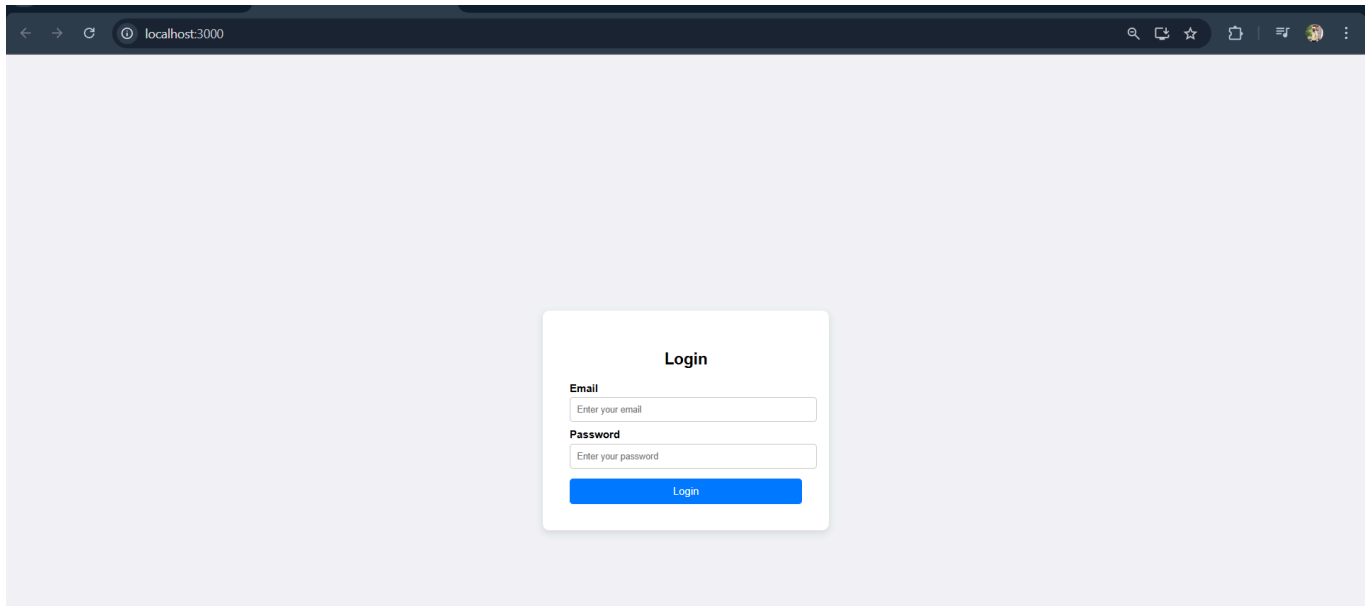 localhost:3000
Login
Email
Enter your email
Password
Enter your password
Login